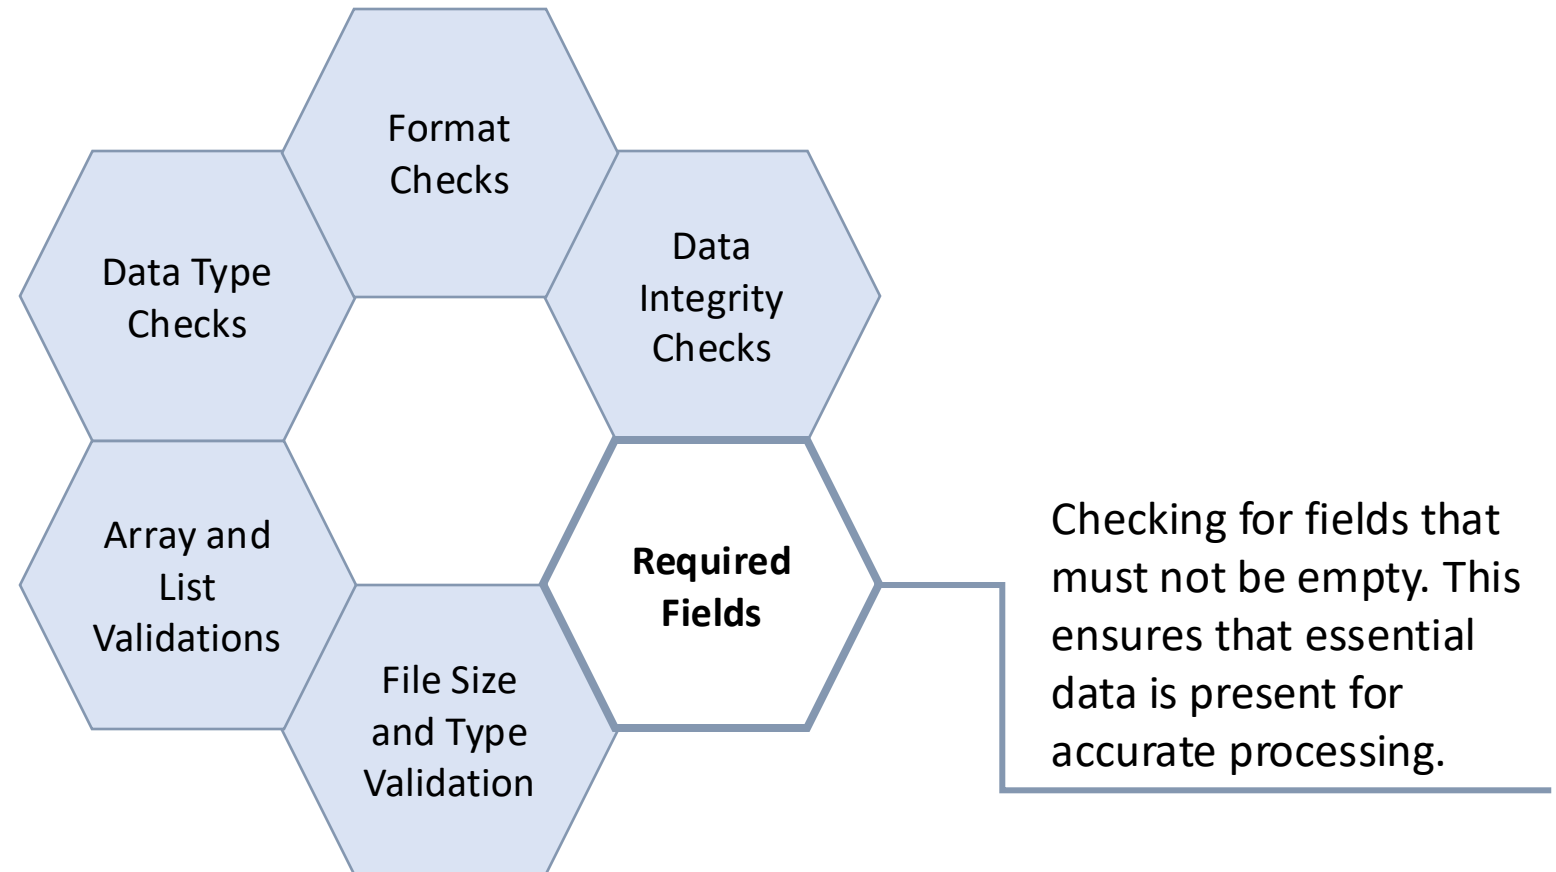 Format
Checks
Data Type
Checks
Data
Integrity
Checks
Array and
List
Validations
Required
Fields
File Size
and Type
Validation
Checking for fields that
must not be empty. This
ensures that essential
data is present for
accurate processing.